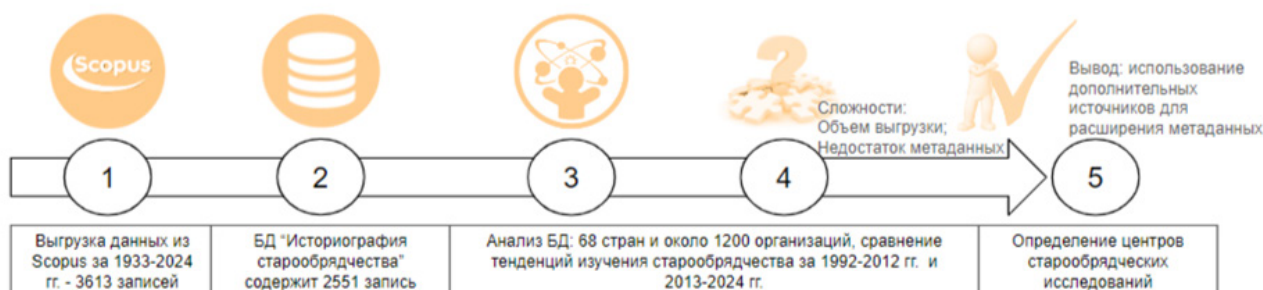 Scopus
Сложности:
Объем выгрузки;
Недостаток метаданных
Вывод: использование
дополнительных
источников для
расширения метаданных
1
2
3
4
5
Выгрузка данных из
Scopus за 1933-2024
гг. - 3613 записей
БД "Историография
старообрядчества"
содержит 2551 запись
Анализ БД: 68 стран и около 1200 организаций, сравнение
тенденций изучения старообрядчества за 1992-2012 гг. и
2013-2024 гг.
Определение центров
старообрядческих
исследований